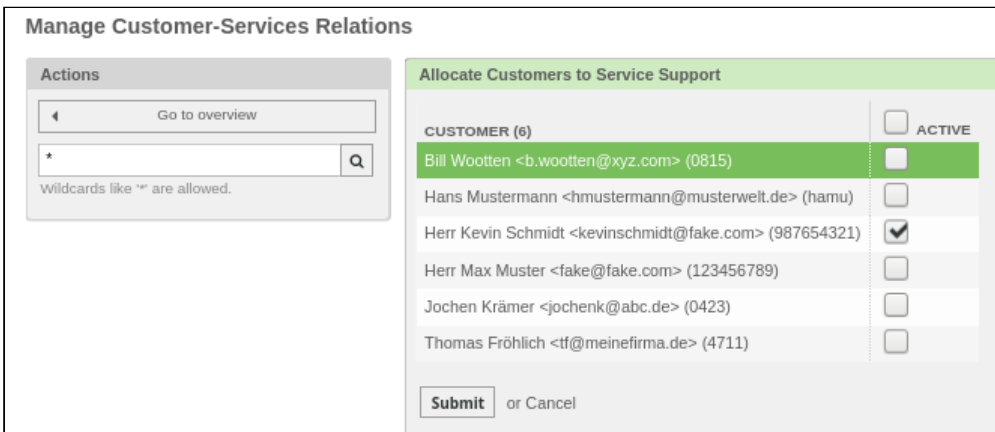 Manage Customer-Services Relations
Actions
Go to overview
*
Wildcards like '*' are allowed.
Allocate Customers to Service Support
CUSTOMER (6) ACTIVE
Bill Wootten <b.wootten@xyz.com> (0815)
Hans Mustermann <hmustermann@musterwelt.de> (hamu)
Herr Kevin Schmidt <kevinschmidt@fake.com> (987654321)
Herr Max Muster <fake@fake.com> (123456789)
Jochen Krämer <jochenk@abc.de> (0423)
Thomas Fröhlich <tf@meinefirma.de> (4711)
Submit or Cancel